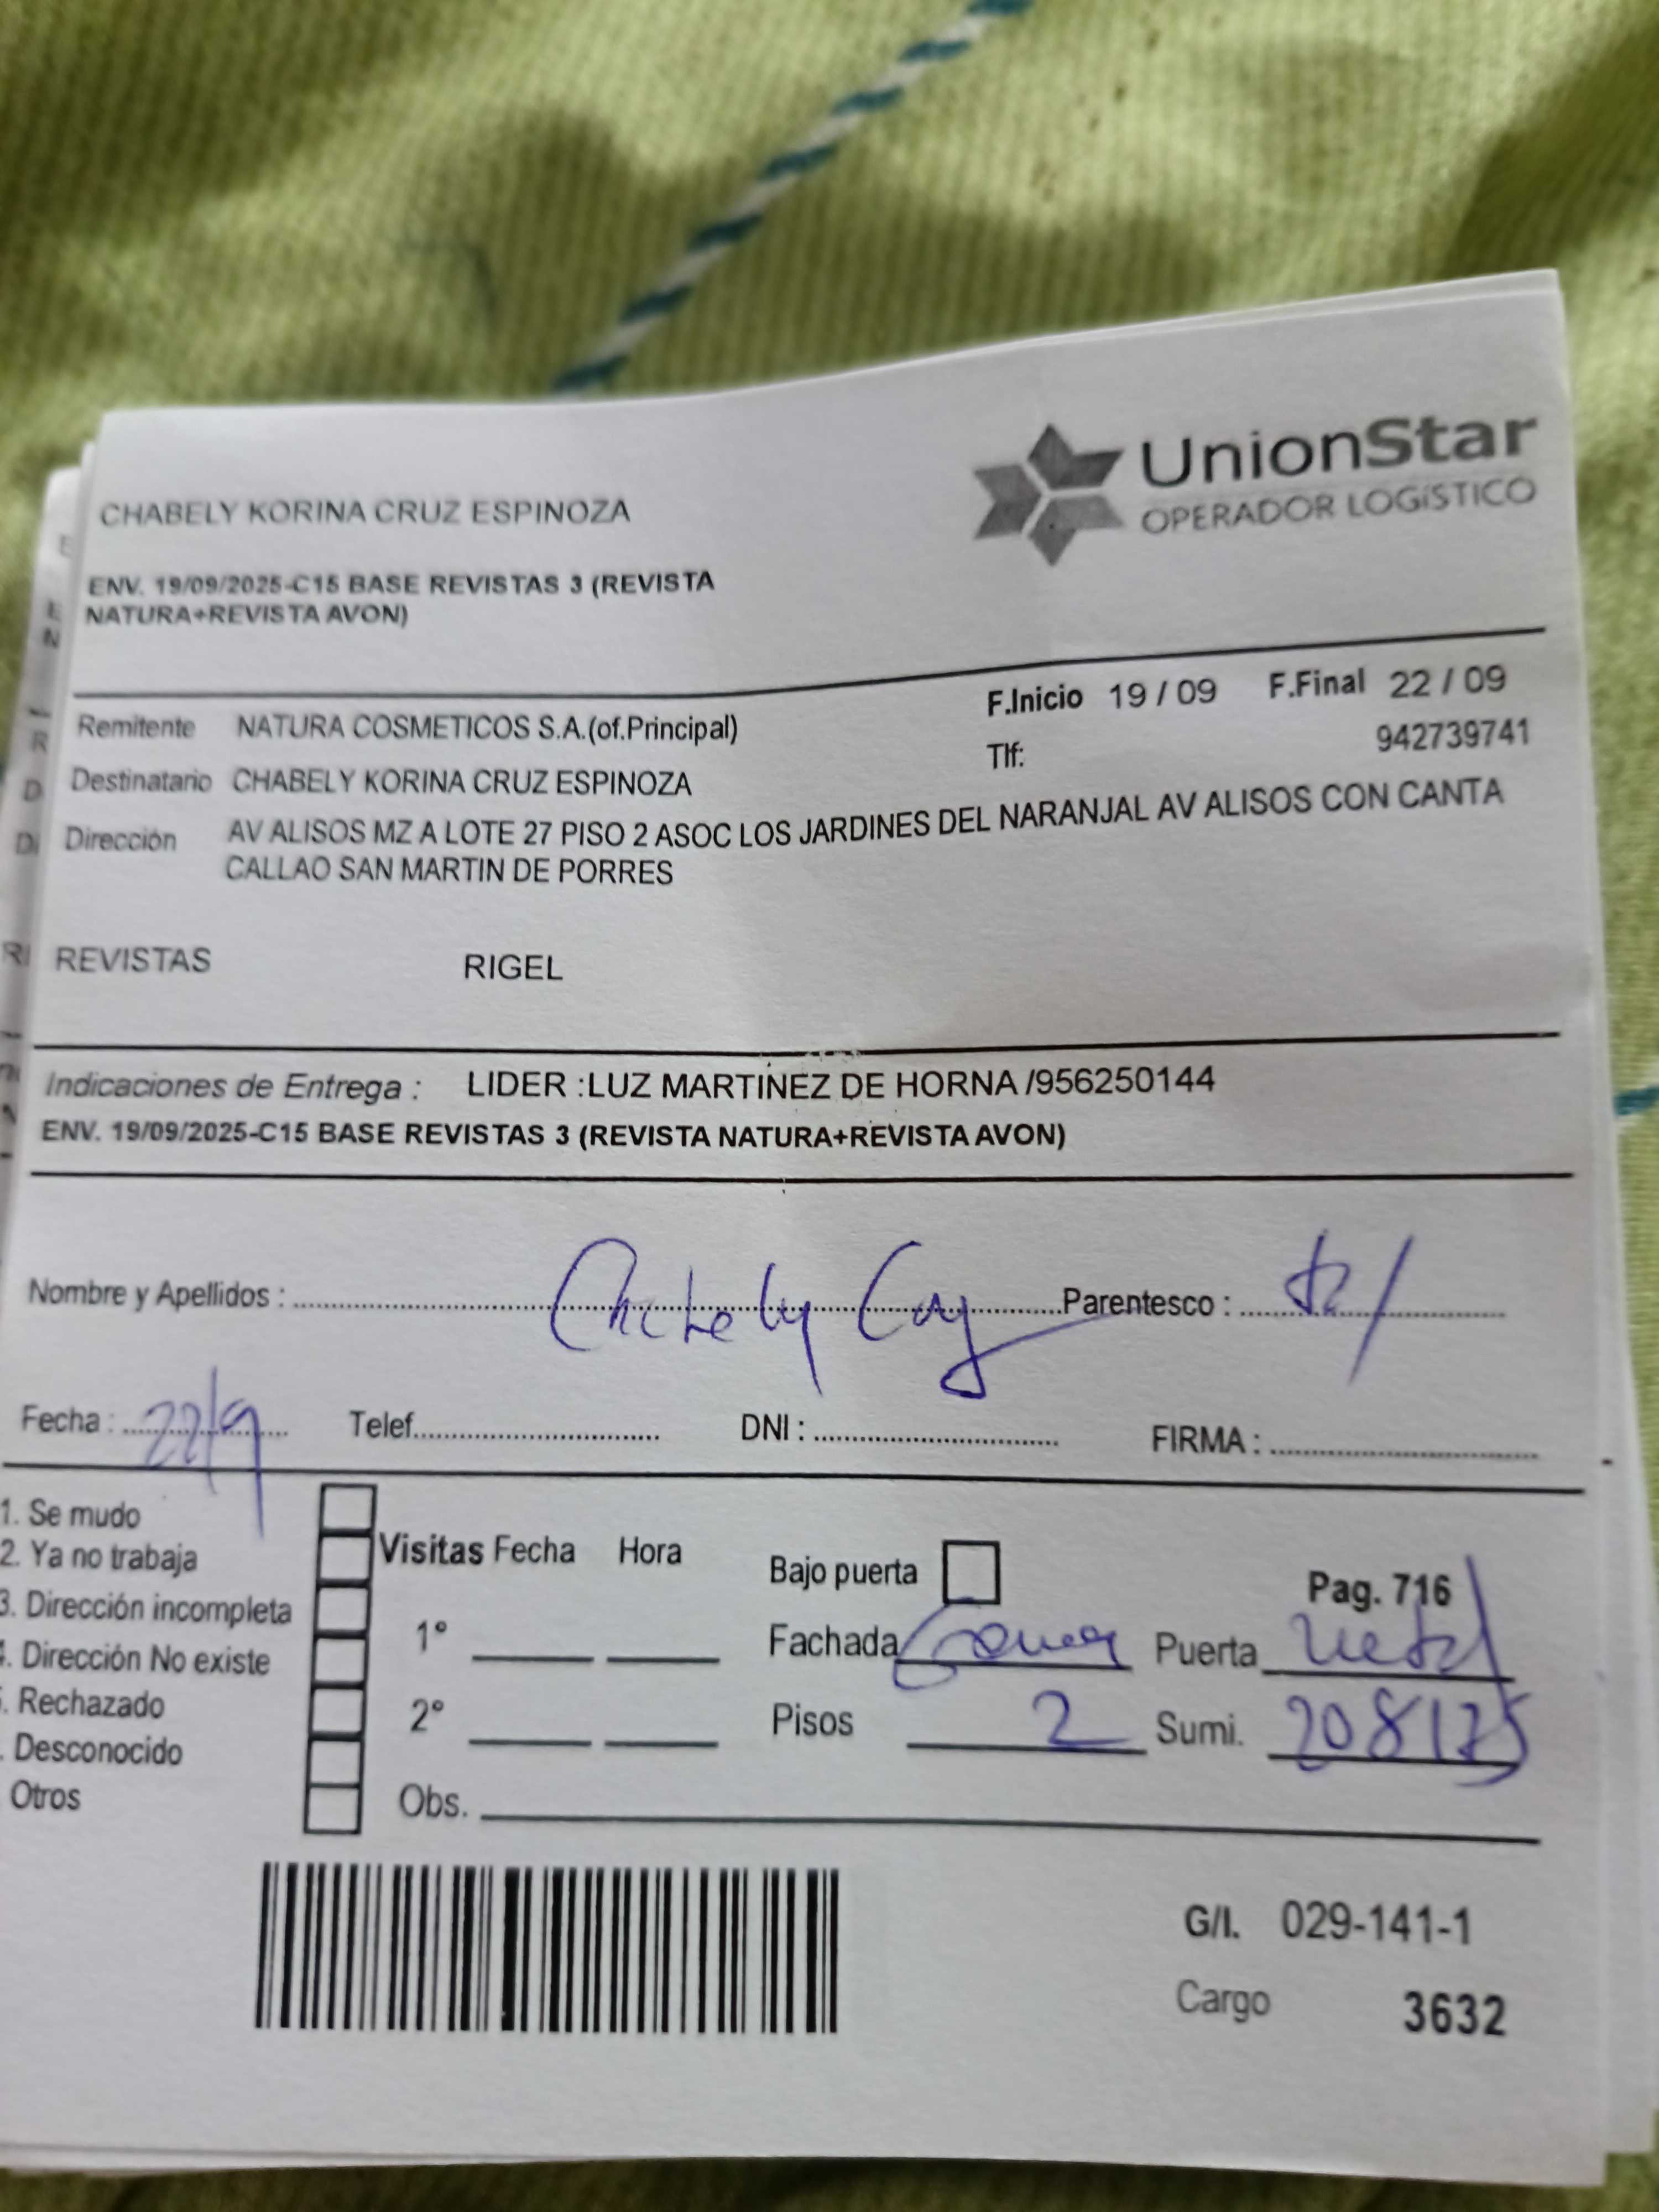 UnionStar
OPERADOR LOGÍSTICO
CHABELY KORINA CRUZ ESPINOZA
ENV. 19/09/2025-C15 BASE REVISTAS 3 (REVISTA
NATURA+REVISTA AVON)
F.Inicio 19 / 09 F.Final 22 / 09
Remitente NATURA COSMETICOS S.A.(of.Principal)
Tlf: 942739741
Destinatario CHABELY KORINA CRUZ ESPINOZA
Dirección AV ALISOS MZ A LOTE 27 PISO 2 ASOC LOS JARDINES DEL NARANJAL AV ALISOS CON CANTA
CALLAO SAN MARTIN DE PORRES
REVISTAS RIGEL
Indicaciones de Entrega : LIDER :LUZ MARTINEZ DE HORNA /956250144
ENV. 19/09/2025-C15 BASE REVISTAS 3 (REVISTA NATURA+REVISTA AVON)
Nombre y Apellidos : Chabely Cruz Parentesco :
Fecha : 22/9 Telef. DNI : FIRMA :
1. Se mudo
2. Ya no trabaja
3. Dirección incompleta
. Dirección No existe
. Rechazado
. Desconocido
Otros
Visitas Fecha Hora
1°
2°
Obs.
Bajo puerta
Pag. 716
Fachada Puerta Metal
Pisos 2 Sumi. 208175
G/I. 029-141-1
Cargo 3632